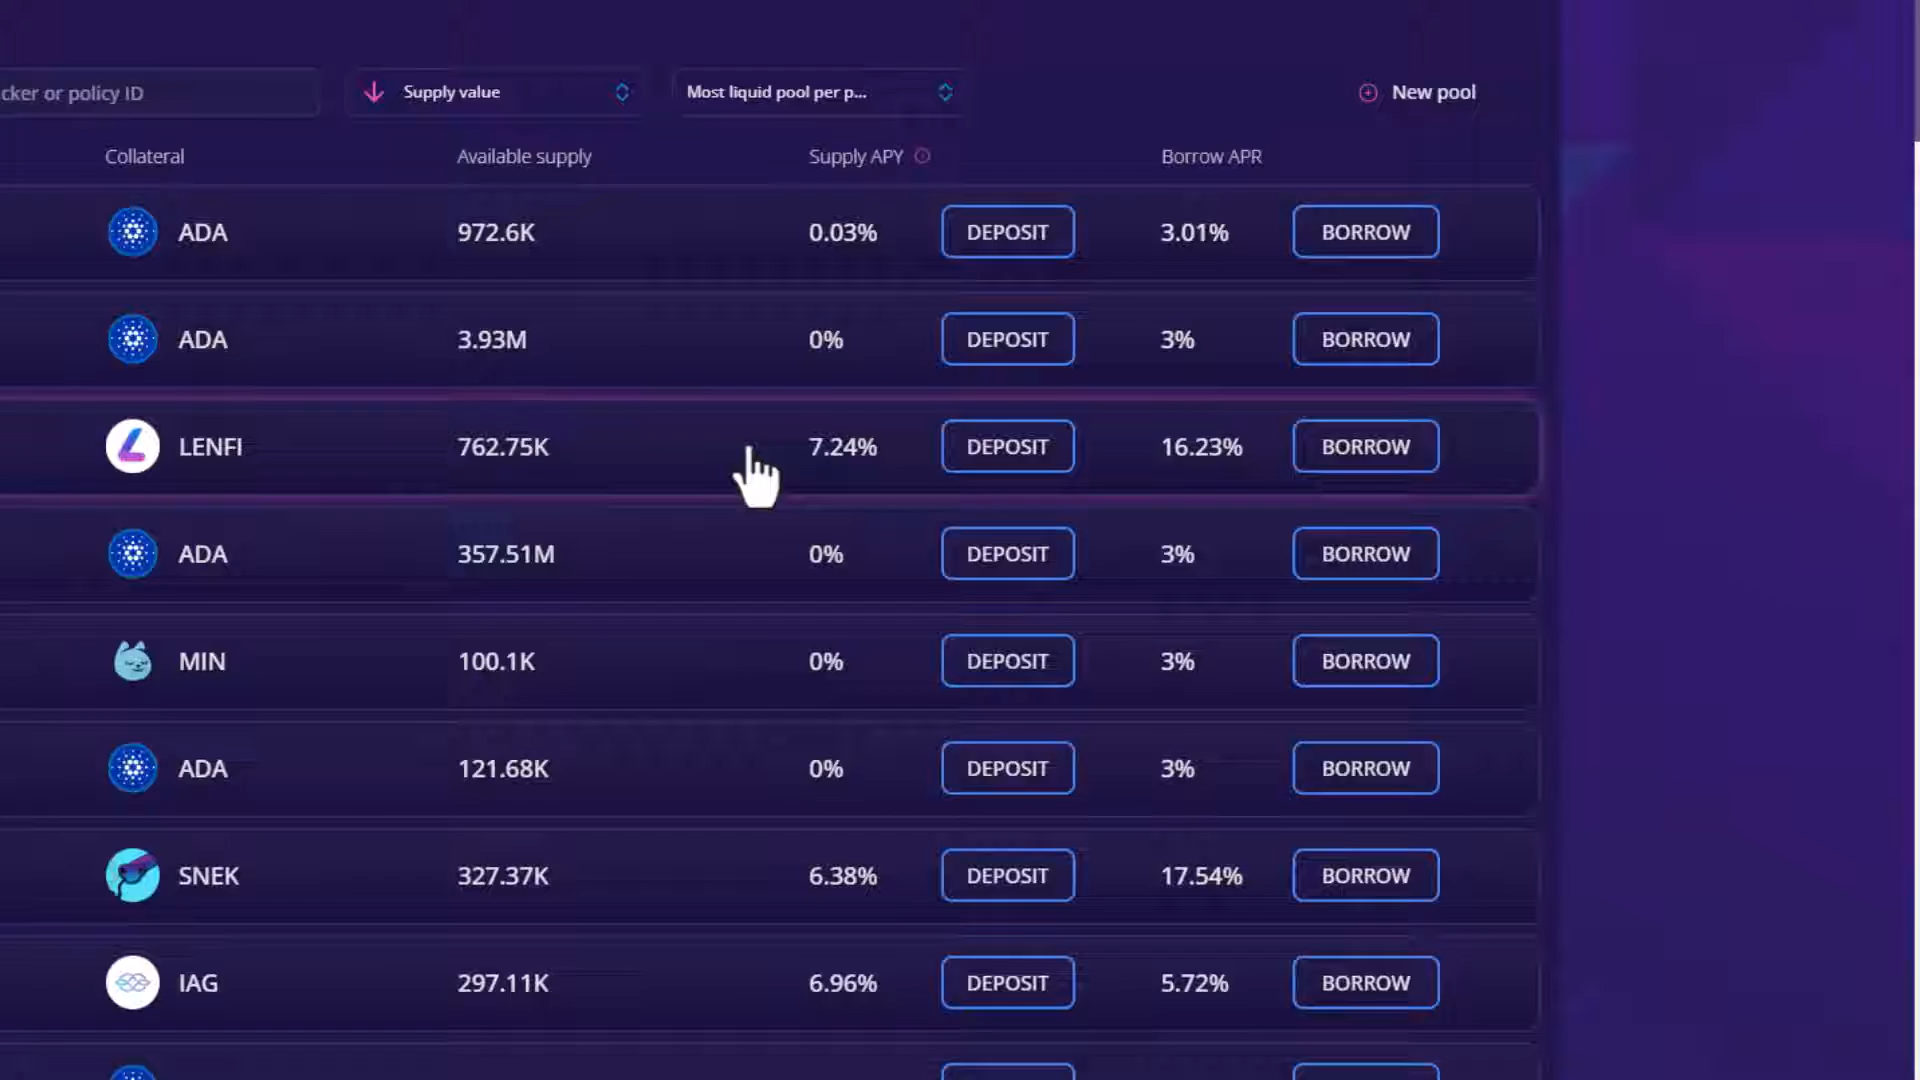 cker or policy ID
Supply value
Most liquid pool per p...
New pool
Collateral Available supply Supply APY Borrow APR
ADA 972.6K 0.03% DEPOSIT 3.01% BORROW
ADA 3.93M 0% DEPOSIT 3% BORROW
LENFI 762.75K 7.24% DEPOSIT 16.23% BORROW
ADA 357.51M 0% DEPOSIT 3% BORROW
MIN 100.1K 0% DEPOSIT 3% BORROW
ADA 121.68K 0% DEPOSIT 3% BORROW
SNEK 327.37K 6.38% DEPOSIT 17.54% BORROW
IAG 297.11K 6.96% DEPOSIT 5.72% BORROW